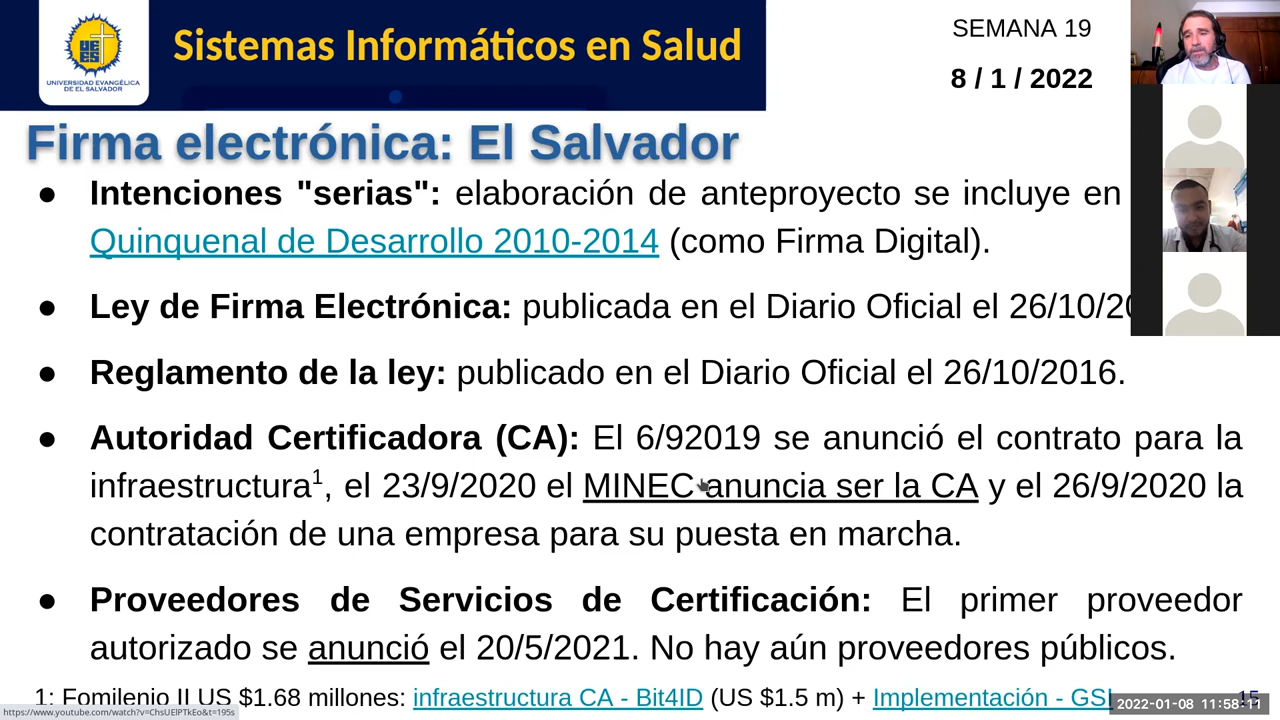 UEES
UNIVERSIDAD EVANGÉLICA
DE EL SALVADOR
Sistemas Informáticos en Salud
SEMANA 19
8 / 1 / 2022
Firma electrónica: El Salvador
● Intenciones "serias": elaboración de anteproyecto se incluye en
Quinquenal de Desarrollo 2010-2014 (como Firma Digital).
● Ley de Firma Electrónica: publicada en el Diario Oficial el 26/10/20
● Reglamento de la ley: publicado en el Diario Oficial el 26/10/2016.
● Autoridad Certificadora (CA): El 6/92019 se anunció el contrato para la
infraestructura1, el 23/9/2020 el MINEC anuncia ser la CA y el 26/9/2020 la
contratación de una empresa para su puesta en marcha.
● Proveedores de Servicios de Certificación: El primer proveedor
autorizado se anunció el 20/5/2021. No hay aún proveedores públicos.
1: Fomilenio II US $1.68 millones: infraestructura CA - Bit4ID (US $1.5 m) + Implementación - GSI
15
https://www.youtube.com/watch?v=ChsUElPTkEo&t=195s
2022-01-08 11:58:11